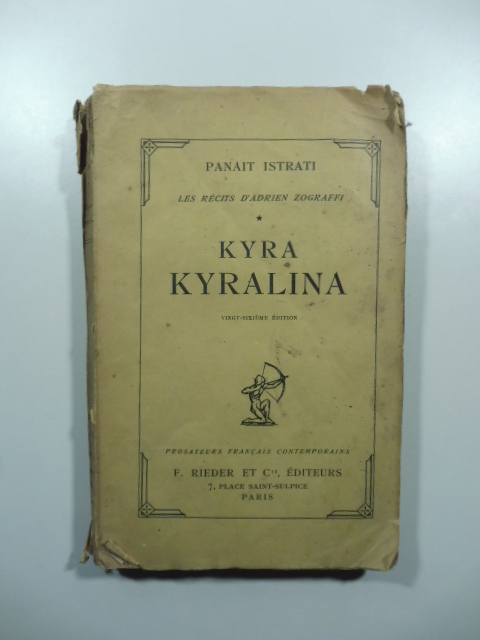 PANAIT ISTRATI
LES RÉCITS D'ADRIEN ZOGRAFFI
*
KYRA
KYRALINA
VINGT-SIXIÈME ÉDITION
PROSATEURS FRANÇAIS CONTEMPORAINS
F. RIEDER ET Cie, ÉDITEURS
7, PLACE SAINT-SULPICE
PARIS